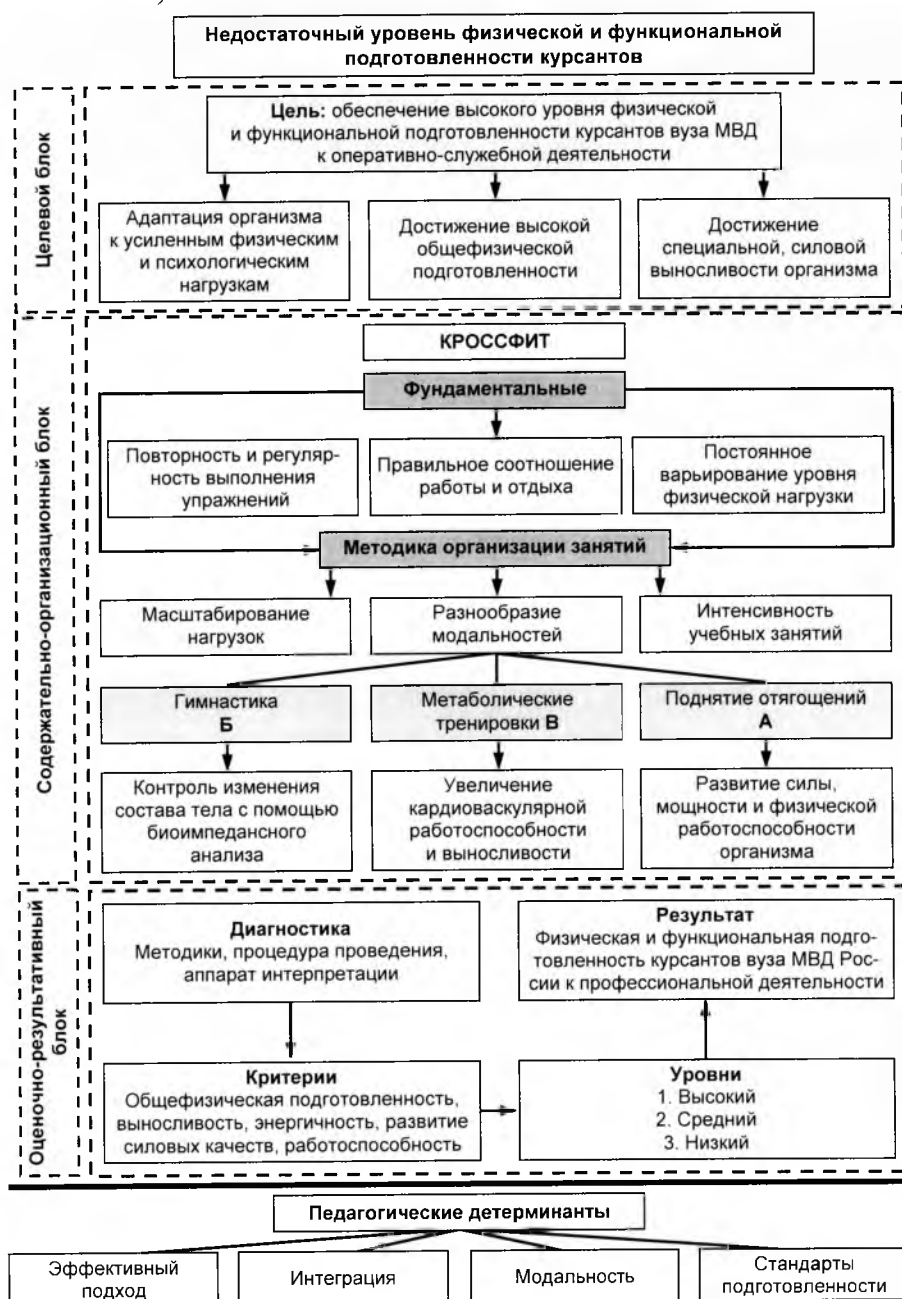 Недостаточный уровень физической и функциональной
подготовленности курсантов
Целевой блок
Цель: обеспечение высокого уровня физической
и функциональной подготовленности курсантов вуза МВД
к оперативно-служебной деятельности
Адаптация организма
к усиленным физическим
и психологическим
нагрузкам
Достижение высокой
общефизической
подготовленности
Достижение
специальной, силовой
выносливости организма
Содержательно-организационный блок
КРОССФИТ
Фундаментальные
Повторность и регуляр-
ность выполнения
упражнений
Правильное соотношение
работы и отдыха
Постоянное
варьирование уровня
физической нагрузки
Методика организации занятий
Масштабирование
нагрузок
Разнообразие
модальностей
Интенсивность
учебных занятий
Гимнастика
Б
Метаболические
тренировки В
Поднятие отягощений
А
Контроль изменения
состава тела с помощью
биоимпедансного
анализа
Увеличение
кардиоваскулярной
работоспособности
и выносливости
Развитие силы,
мощности и физической
работоспособности
организма
Оценочно-результативный
блок
Диагностика
Методики, процедура проведения,
аппарат интерпретации
Результат
Физическая и функциональная подго-
товленность курсантов вуза МВД Рос-
сии к профессиональной деятельности
Критерии
Общефизическая подготовленность,
выносливость, энергичность, развитие
силовых качеств, работоспособность
Уровни
1. Высокий
2. Средний
3. Низкий
Педагогические детерминанты
Эффективный
подход
Интеграция
Модальность
Стандарты
подготовленности